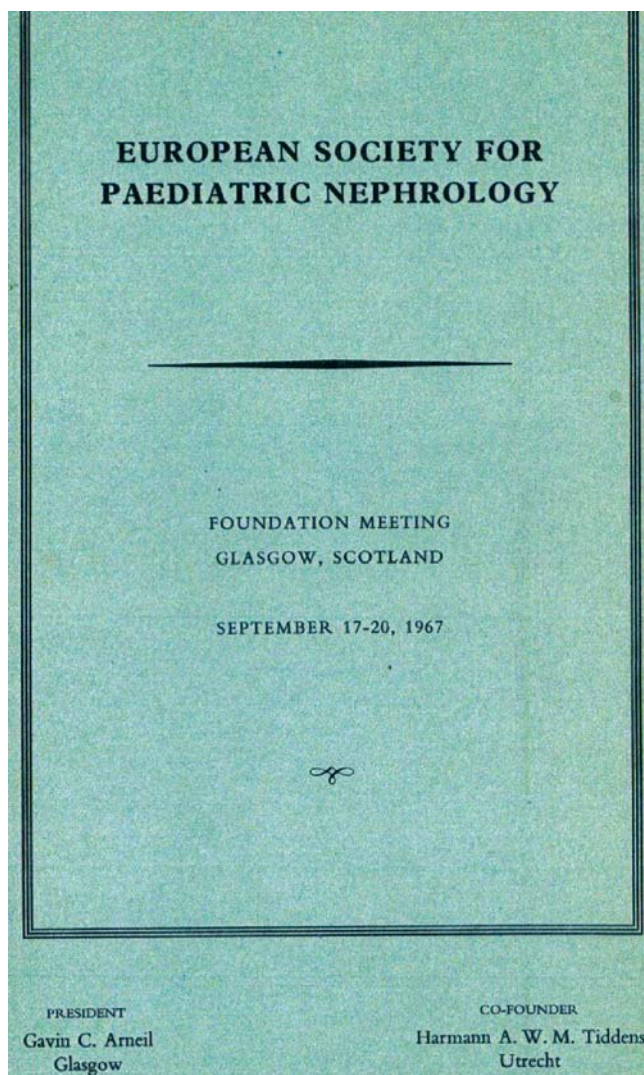 EUROPEAN SOCIETY FOR
PAEDIATRIC NEPHROLOGY
FOUNDATION MEETING
GLASGOW, SCOTLAND
SEPTEMBER 17-20, 1967
PRESIDENT
Gavin C. Arneil
Glasgow
CO-FOUNDER
Harmann A. W. M. Tiddens
Utrecht